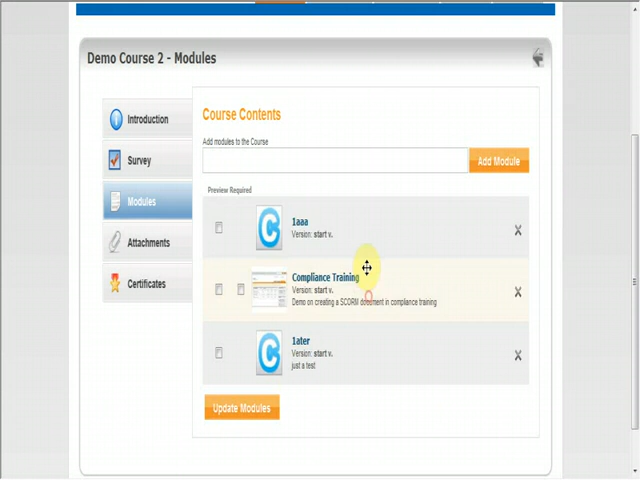 Demo Course 2 - Modules
Introduction
Survey
Modules
Attachments
Certificates
Course Contents
Add modules to the Course
Add Module
Preview Required
1aaa
Version: start v.
Compliance Training
Version: start v.
Demo on creating a SCORM document in compliance training
1ater
Version: start v.
just a test
Update Modules